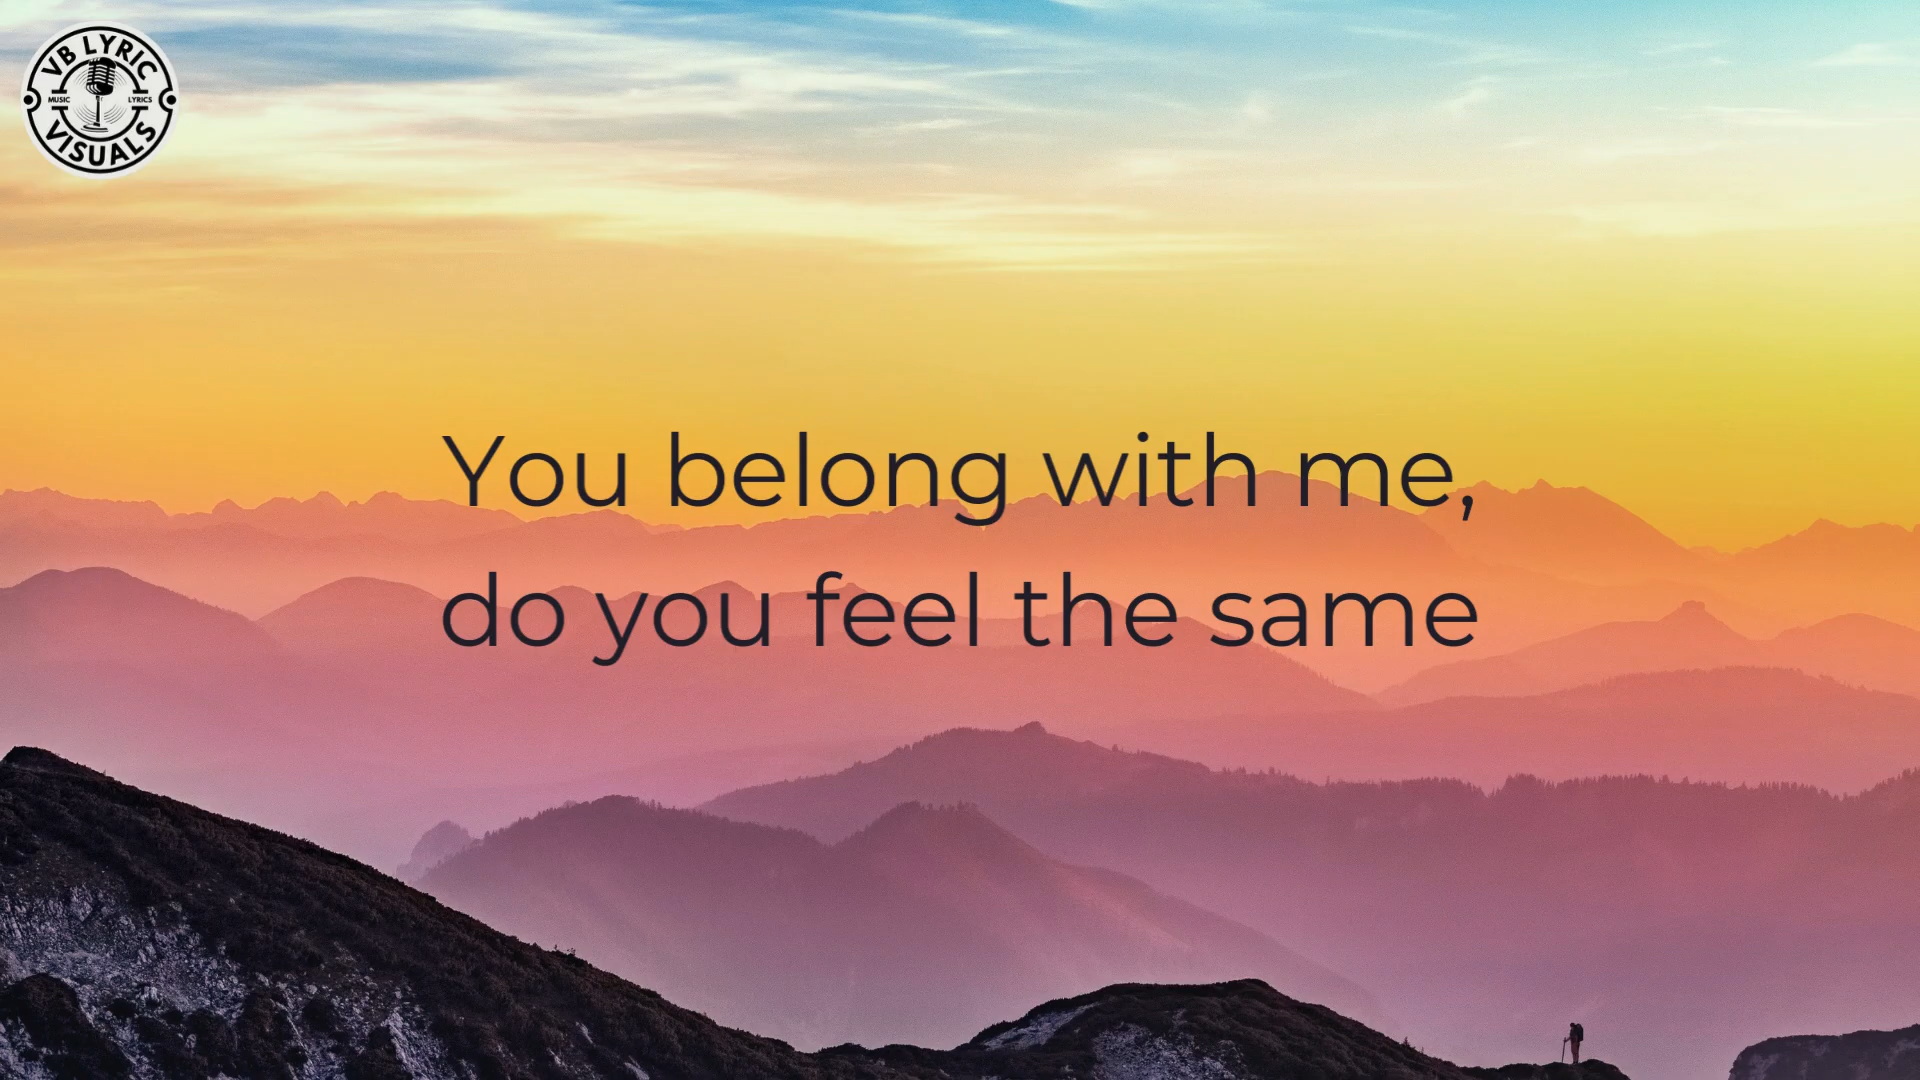 VB LYRIC
MUSIC LYRICS
VISUALS
You belong with me,
do you feel the same